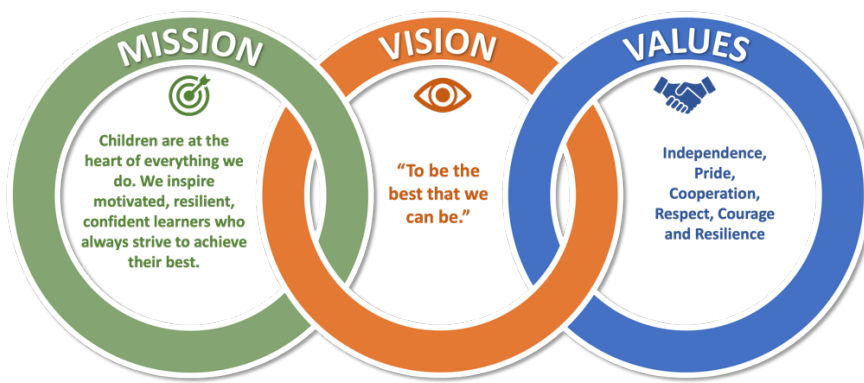 MISSION
Children are at the
heart of everything we
do. We inspire
motivated, resilient,
confident learners who
always strive to achieve
their best.
VISION
“To be the
best that we
can be.”
VALUES
Independence,
Pride,
Cooperation,
Respect, Courage
and Resilience